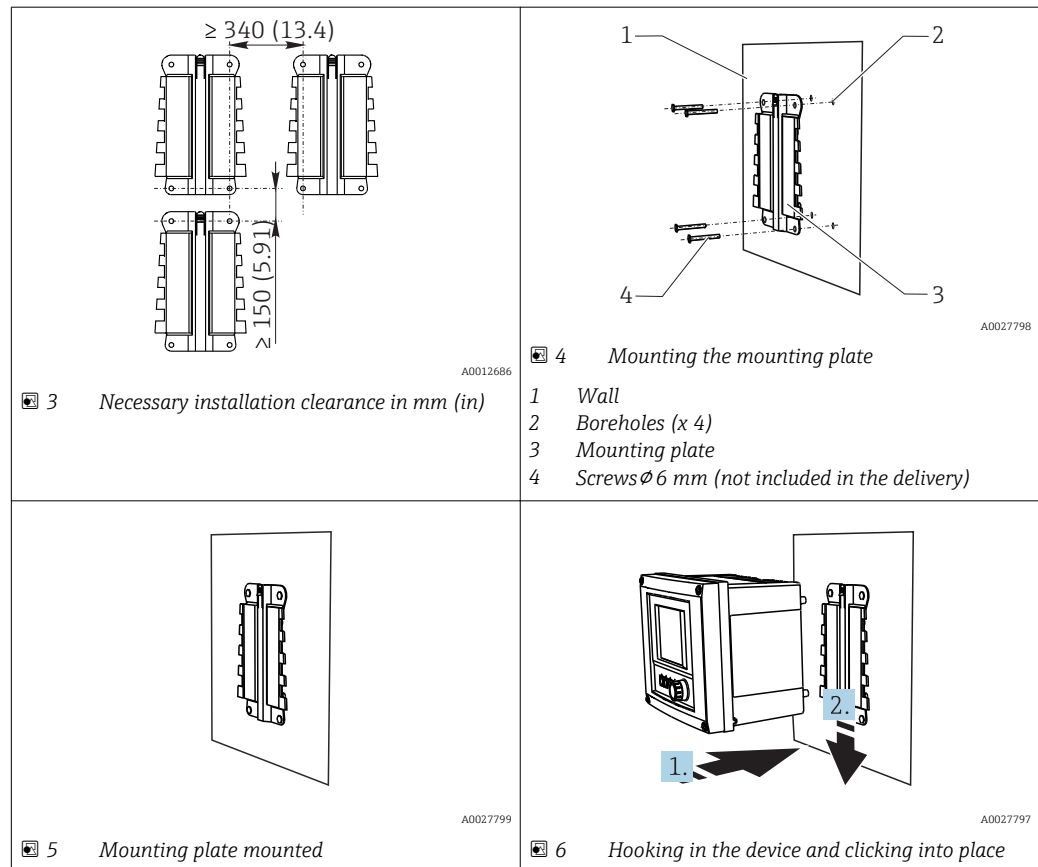 ≥ 340 (13.4)
≥ 150 (5.91)
A0012686
3 Necessary installation clearance in mm (in)
1
2
4
3
A0027798
4 Mounting the mounting plate
1 Wall
2 Boreholes (x 4)
3 Mounting plate
4 Screws Ø 6 mm (not included in the delivery)
A0027799
5 Mounting plate mounted
2.
1.
A0027797
6 Hooking in the device and clicking into place